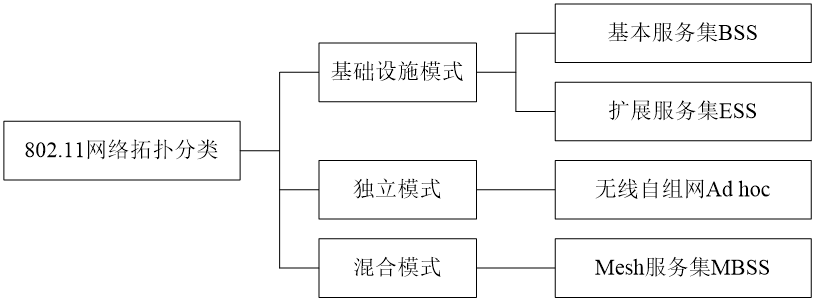 802.11网络拓扑分类
基础设施模式
基本服务集BSS
扩展服务集ESS
独立模式
无线自组网Ad hoc
混合模式
Mesh服务集MBSS